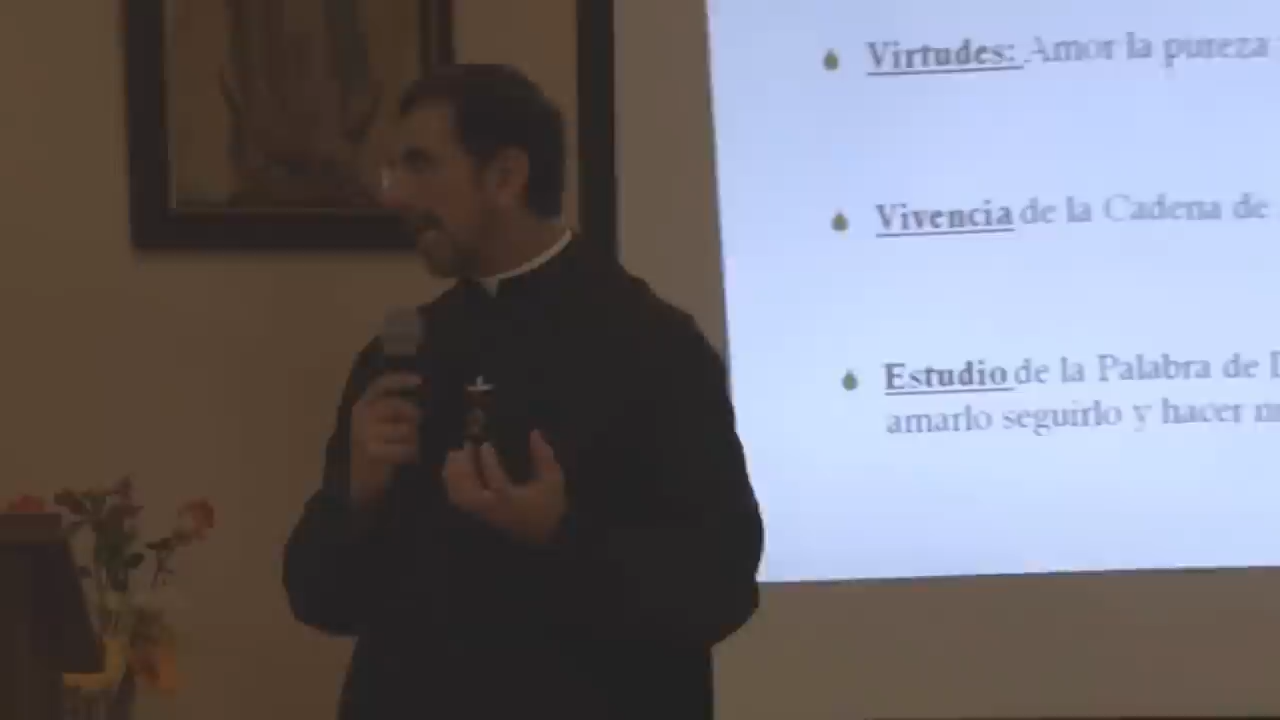 Virtudes: Amor la pureza
Vivencia de la Cadena de
Estudio de la Palabra de
amarlo seguirlo y hacer